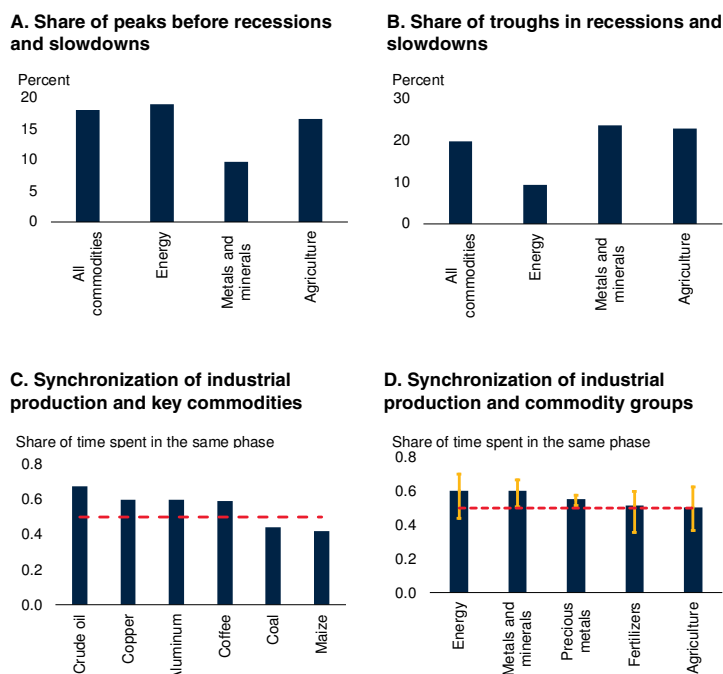 A. Share of peaks before recessions
and slowdowns
Percent
20
15
10
5
0
All
commodities
Energy
Metals and
minerals
Agriculture
B. Share of troughs in recessions and
slowdowns
Percent
30
20
10
0
All
commodities
Energy
Metals and
minerals
Agriculture
C. Synchronization of industrial
production and key commodities
Share of time spent in the same phase
0.8
0.6
0.4
0.2
0.0
Crude oil
Copper
Aluminum
Coffee
Coal
Maize
D. Synchronization of industrial
production and commodity groups
Share of time spent in the same phase
0.8
0.6
0.4
0.2
0.0
Energy
Metals and
minerals
Precious
metals
Fertilizers
Agriculture